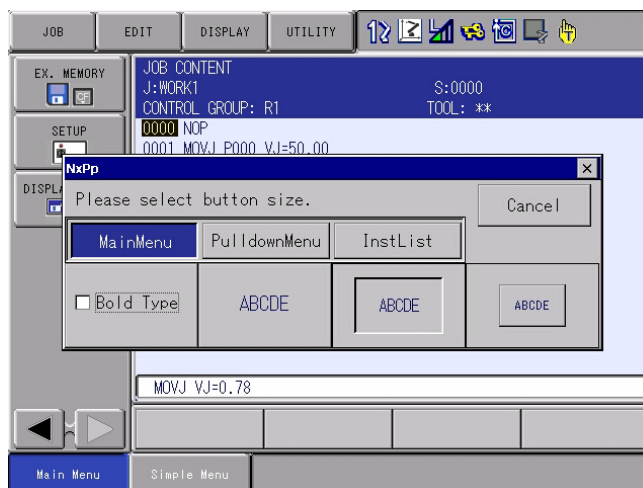 JOB EDIT DISPLAY UTILITY
EX. MEMORY
CF
SETUP
DISPL
JOB CONTENT
J:WORK1 S:0000
CONTROL GROUP: R1 TOOL: **
0000 NOP
0001 MOVJ P000 VJ=50.00
NxPp
Please select button size.
Cancel
MainMenu PulldownMenu InstList
Bold Type ABCDE ABCDE ABCDE
MOVJ VJ=0.78
Main Menu Simple Menu